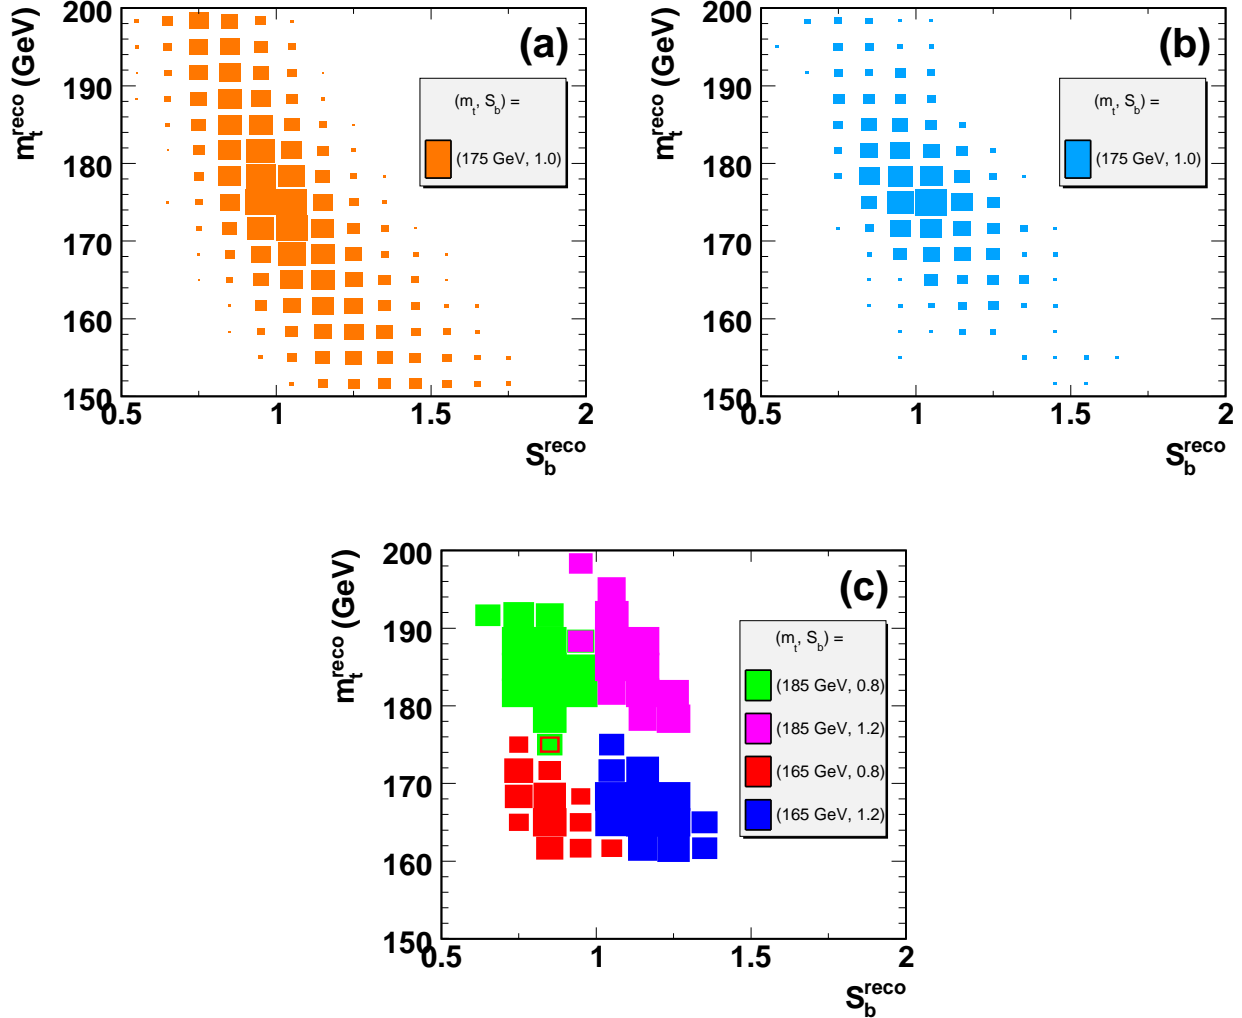 (a)
m_t^reco (GeV)
200
190
180
170
160
150
0.5 1 1.5 2
S_b^reco
(m_t, S_b) =
(175 GeV, 1.0)
(b)
m_t^reco (GeV)
200
190
180
170
160
150
0.5 1 1.5 2
S_b^reco
(m_t, S_b) =
(175 GeV, 1.0)
(c)
m_t^reco (GeV)
200
190
180
170
160
150
0.5 1 1.5 2
S_b^reco
(m_t, S_b) =
(185 GeV, 0.8)
(185 GeV, 1.2)
(165 GeV, 0.8)
(165 GeV, 1.2)